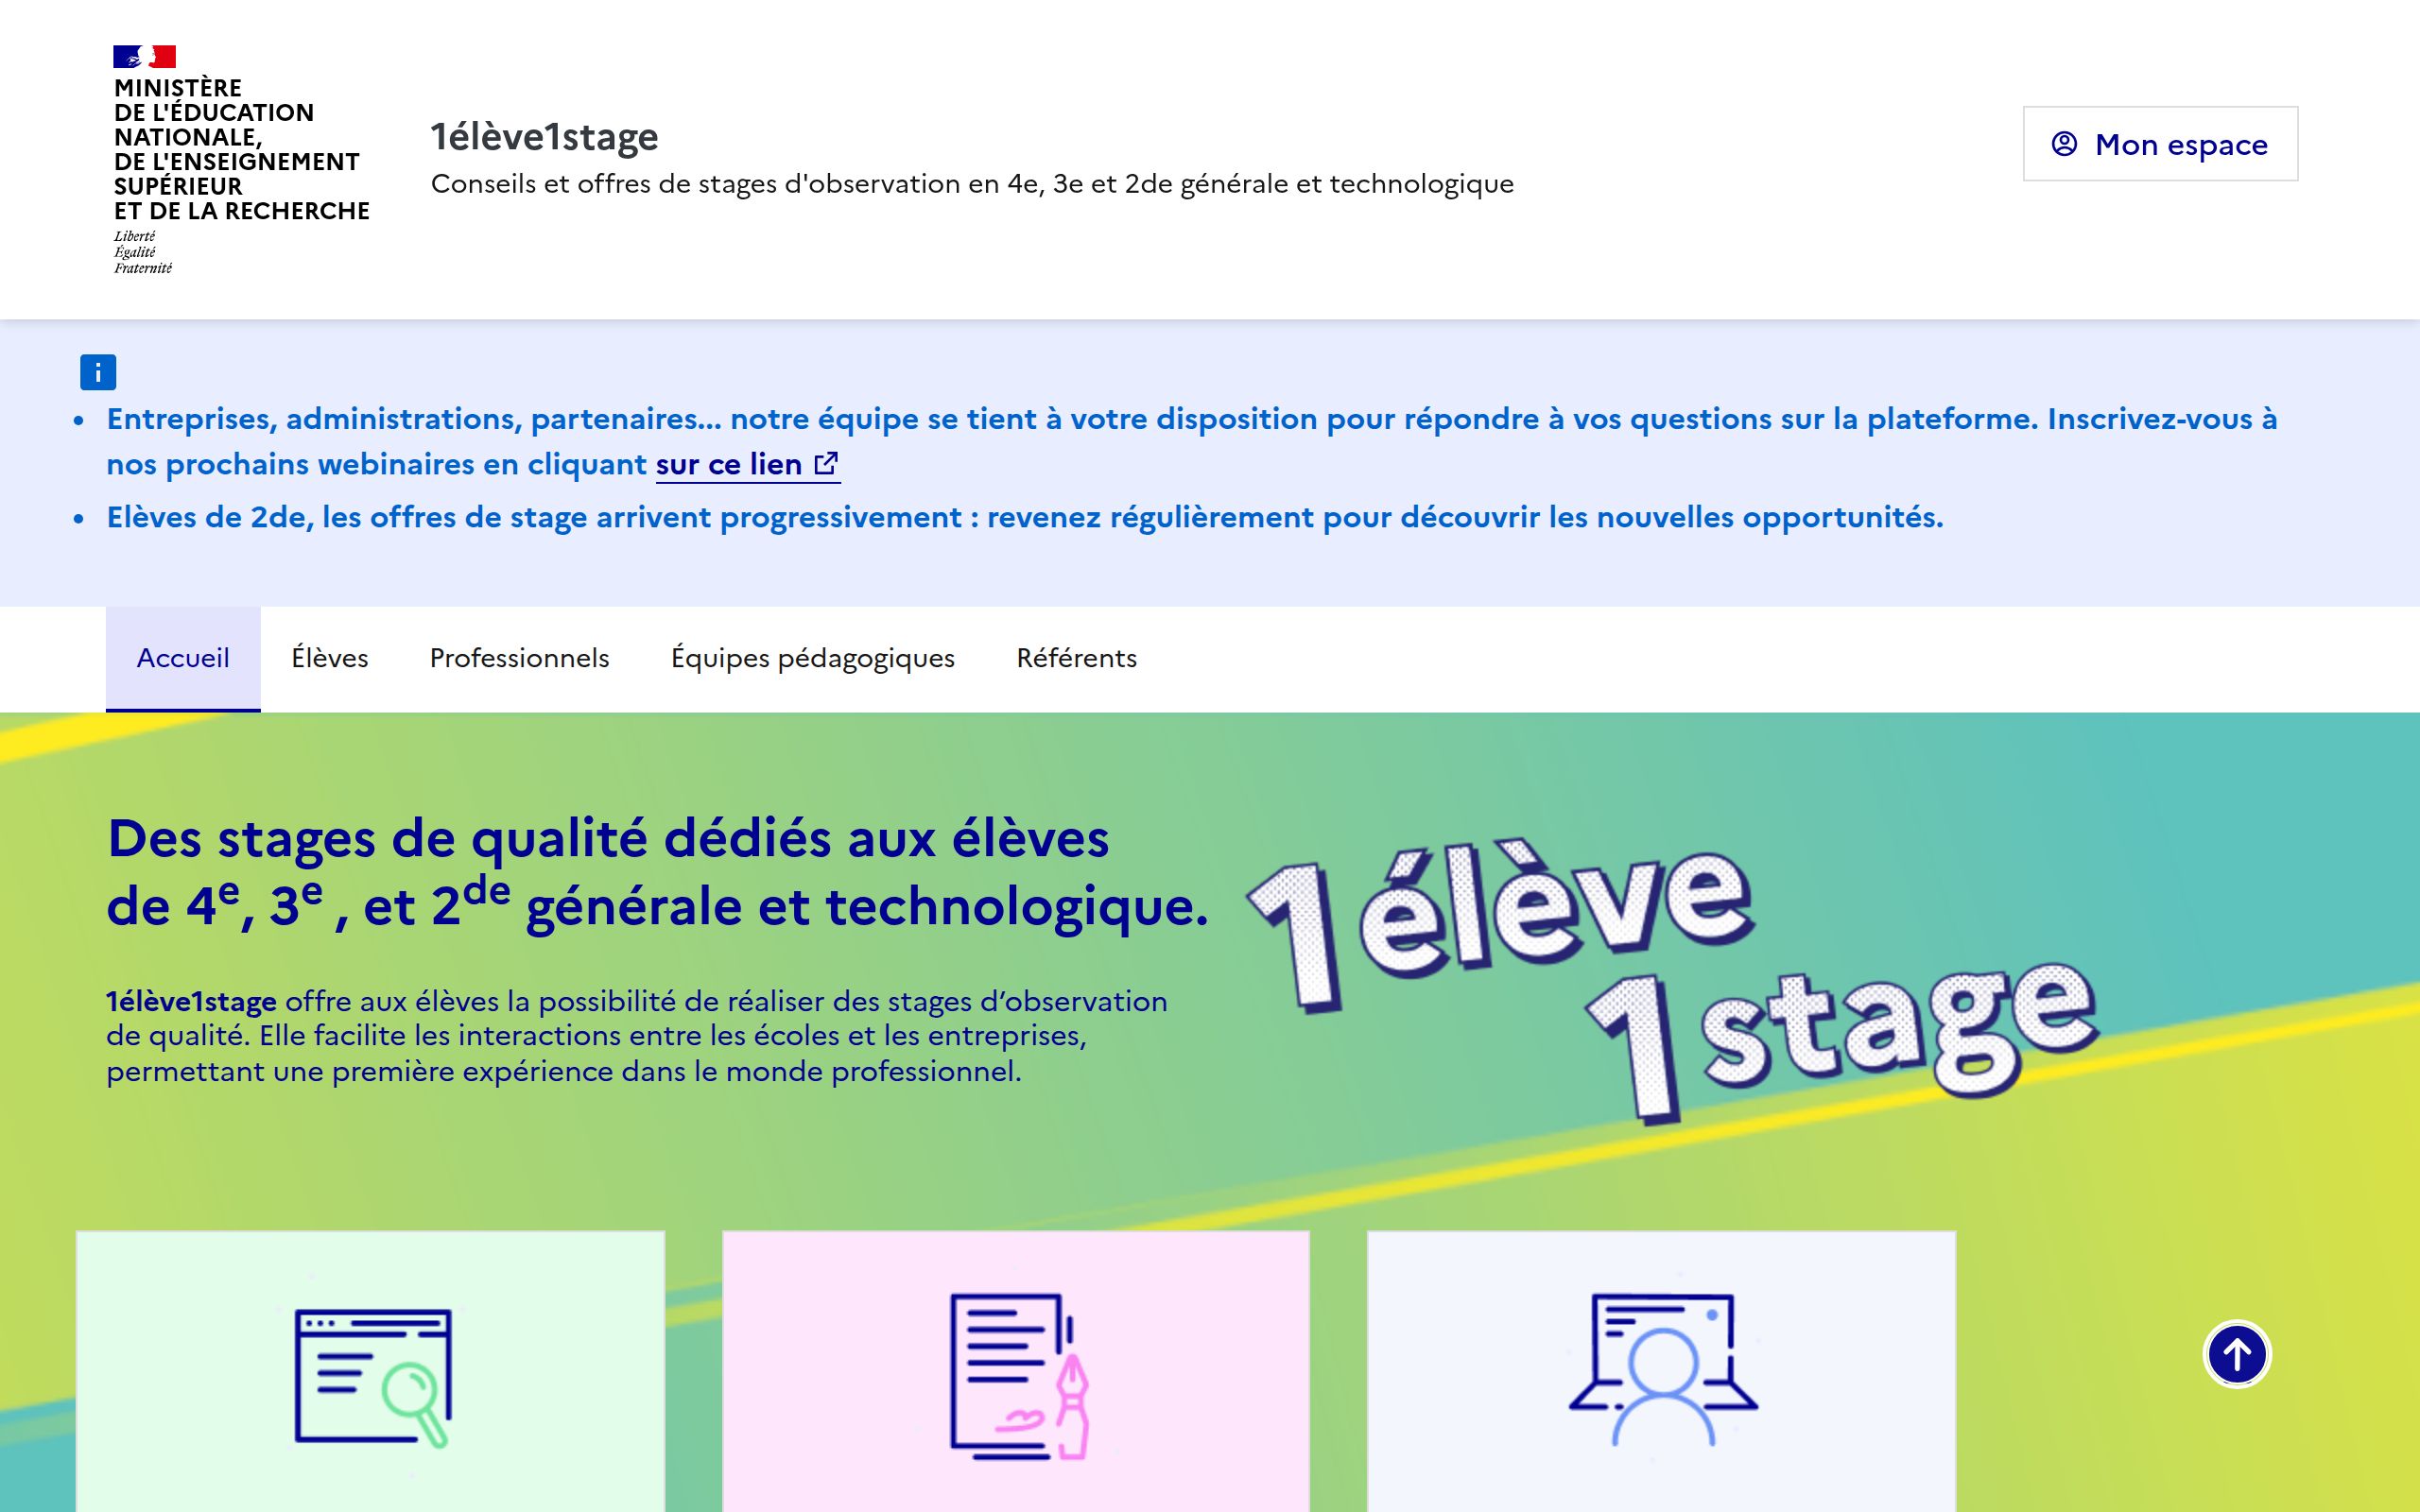 MINISTÈRE
DE L'ÉDUCATION
NATIONALE,
DE L'ENSEIGNEMENT
SUPÉRIEUR
ET DE LA RECHERCHE
Liberté
Égalité
Fraternité
1élève1stage
Conseils et offres de stages d'observation en 4e, 3e et 2de générale et technologique
Mon espace
Entreprises, administrations, partenaires... notre équipe se tient à votre disposition pour répondre à vos questions sur la plateforme. Inscrivez-vous à
nos prochains webinaires en cliquant sur ce lien
Elèves de 2de, les offres de stage arrivent progressivement : revenez régulièrement pour découvrir les nouvelles opportunités.
Accueil Élèves Professionnels Équipes pédagogiques Référents
Des stages de qualité dédiés aux élèves
de 4e, 3e , et 2de générale et technologique.
1élève1stage offre aux élèves la possibilité de réaliser des stages d’observation
de qualité. Elle facilite les interactions entre les écoles et les entreprises,
permettant une première expérience dans le monde professionnel.
1 élève
1 stage